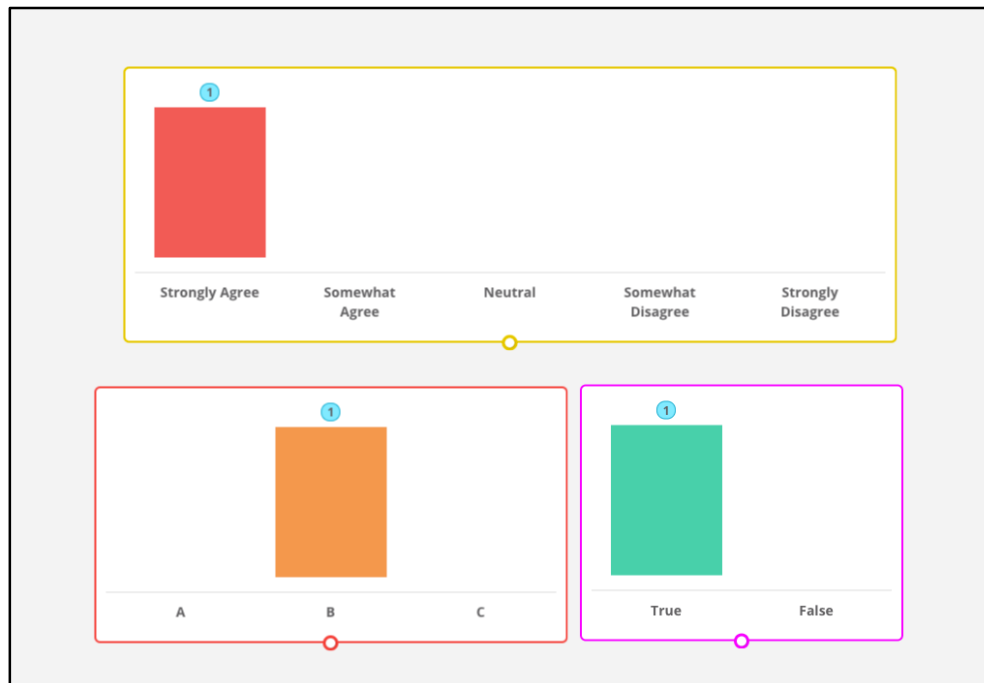 1
Strongly Agree
Somewhat
Agree
Neutral
Somewhat
Disagree
Strongly
Disagree
1
A
B
C
1
True
False